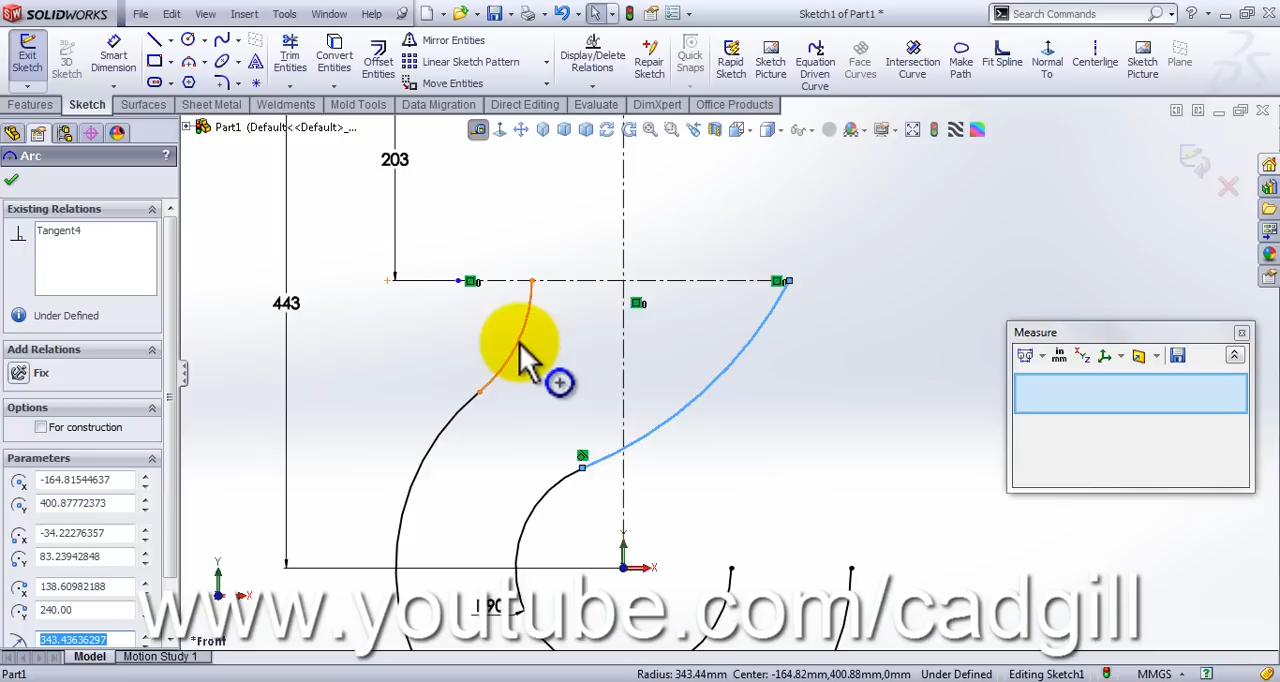 SOLIDWORKS File Edit View Insert Tools Window Help Sketch1 of Part1 * Search Commands
Exit Sketch 3D Sketch Smart Dimension Trim Entities Convert Entities Offset Entities Mirror Entities Linear Sketch Pattern Move Entities Display/Delete Relations Repair Sketch Quick Snaps Rapid Sketch Sketch Picture Equation Driven Curve Face Curves Intersection Curve Make Path Fit Spline Normal To Centerline Sketch Picture Plane
Features Sketch Surfaces Sheet Metal Weldments Mold Tools Data Migration Direct Editing Evaluate DimXpert Office Products
Part1 (Default<<Default>_...
Arc ?
203
Existing Relations
Tangent4
443
Under Defined
Add Relations
Fix
Options
For construction
Parameters
-164.81544637
400.87772373
-34.22276357
83.23942848
138.60982188
240.00
343.43636297
Measure
in
mm
XYZ
0
0
0
Y
X
Y
X
www.youtube.com/cadgill
*Front
Model Motion Study 1
Part1 Radius: 343.44mm Center: -164.82mm,400.88mm,0mm Under Defined Editing Sketch1 MMGS